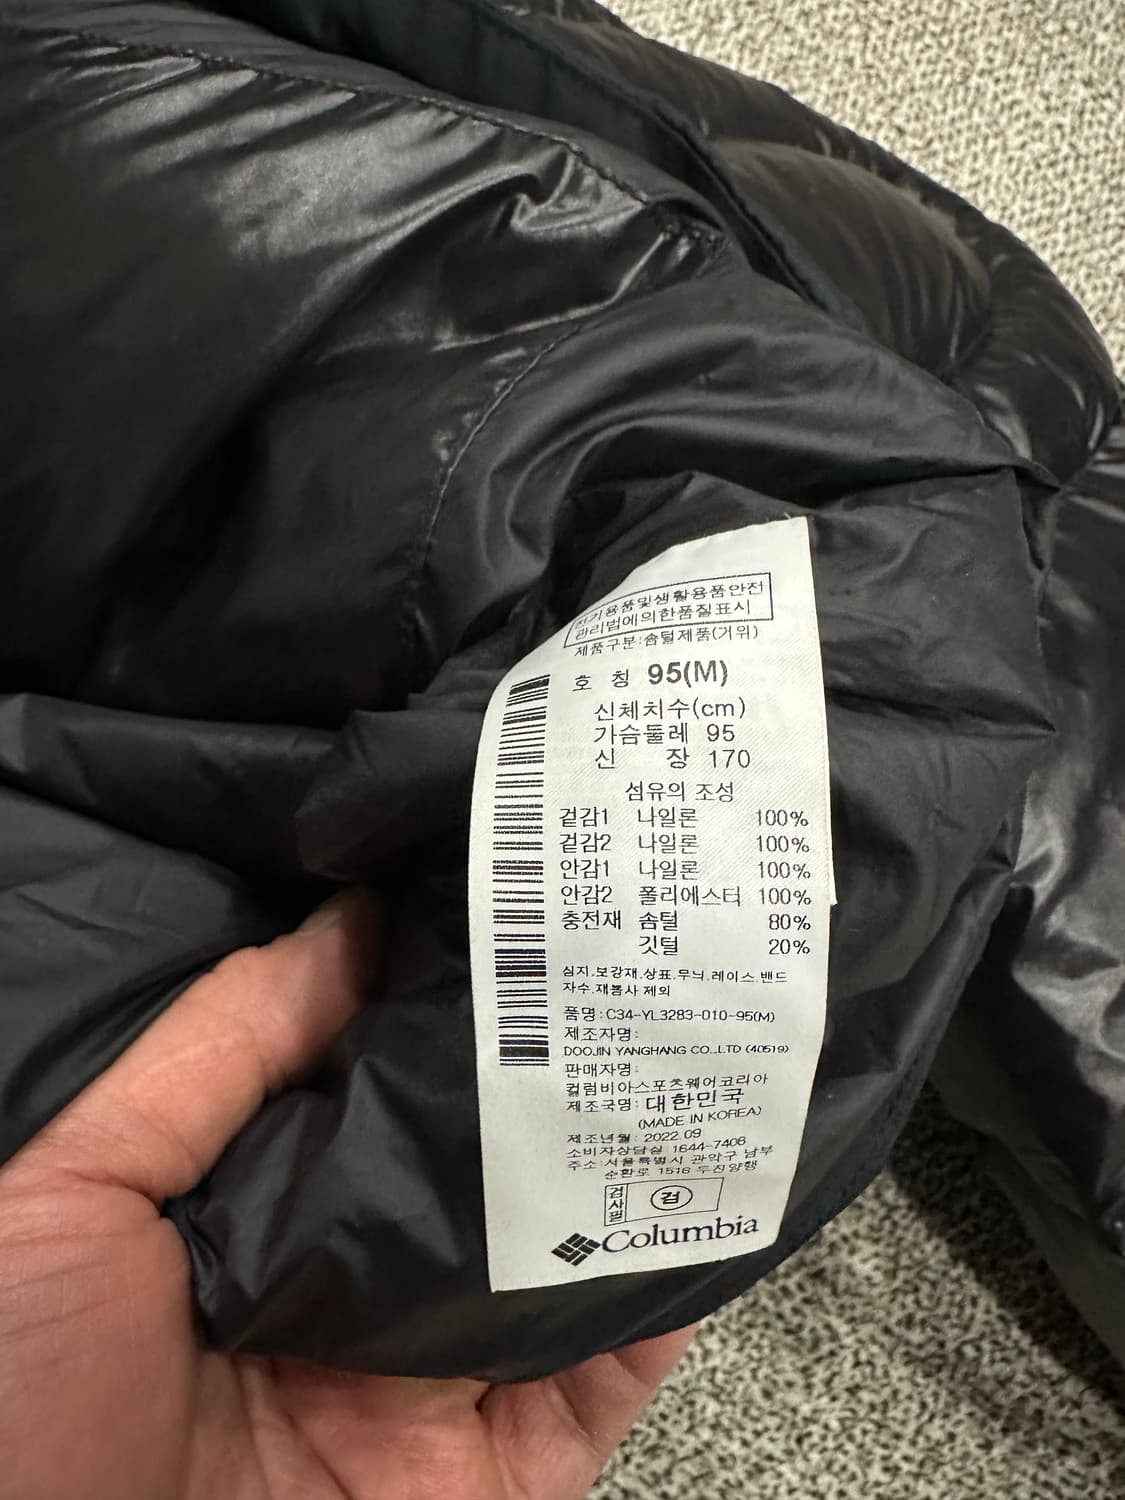 전기용품및생활용품안전
관리법에의한품질표시
제품구분:솜털제품(거위)
호 칭 95(M)
신체치수(cm)
가슴둘레 95
신 장 170
섬유의 조성
겉감1 나일론 100%
겉감2 나일론 100%
안감1 나일론 100%
안감2 폴리에스터 100%
충전재 솜털 80%
깃털 20%
심지.보강재.상표.무늬.레이스.밴드
자수.재봉사 제외
품명:C34-YL3283-010-95(M)
제조자명:
DOOJIN YANGHANG CO.,LTD (40519)
판매자명:
컬럼비아스포츠웨어코리아
제조국명:대한민국
(MADE IN KOREA)
제조년월:2022.09
소비자상담실 1644-7406
주소:서울특별시 관악구 남부
순환로 1516 두진양행
검사필 검
Columbia